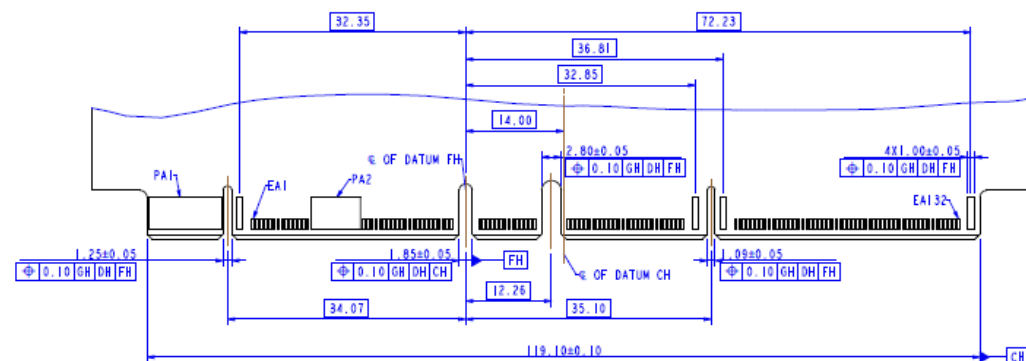 32.35
72.23
36.81
32.85
14.00
℄ OF DATUM FH
2.80±0.05
⌖ 0.10 GH DH FH
4X1.00±0.05
⌖ 0.10 GH DH FH
PA1
EA1
PA2
EA132
1.25±0.05
⌖ 0.10 GH DH FH
1.85±0.05
⌖ 0.10 GH DH CH
FH
℄ OF DATUM CH
1.09±0.05
⌖ 0.10 GH DH FH
12.26
34.07
35.10
119.10±0.10
CH